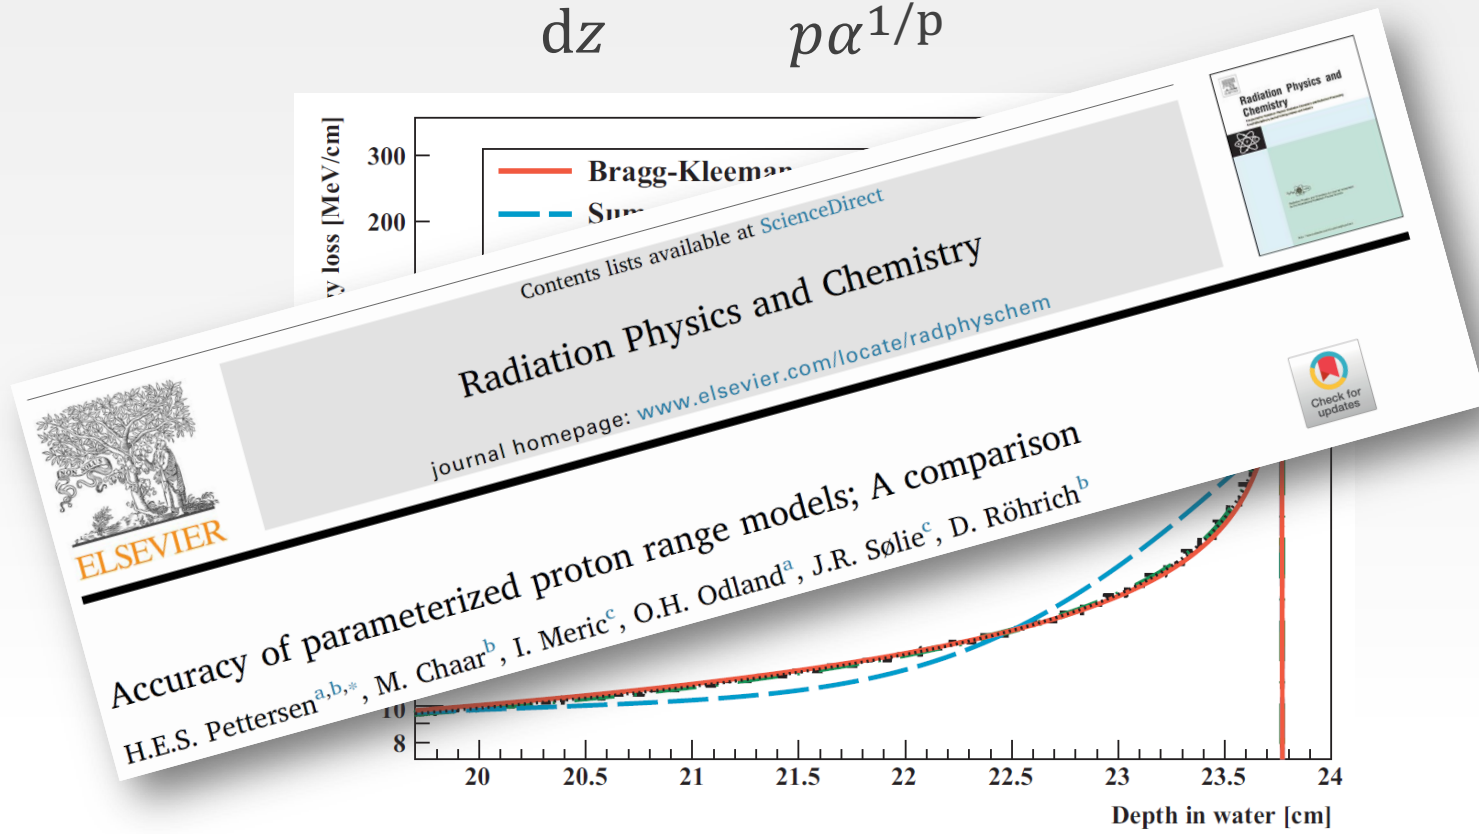 dz pα^1/p
y loss [MeV/cm]
300
200
10
8
Bragg-Kleeman
Sum
Contents lists available at ScienceDirect
Radiation Physics and Chemistry
journal homepage: www.elsevier.com/locate/radphyschem
Radiation Physics and
Chemistry
ELSEVIER
Check for
updates
Accuracy of parameterized proton range models; A comparison
H.E.S. Pettersen a,b,*, M. Chaar b, I. Meric c, O.H. Odland a, J.R. Sølie c, D. Röhrich b
20 20.5 21 21.5 22 22.5 23 23.5 24
Depth in water [cm]